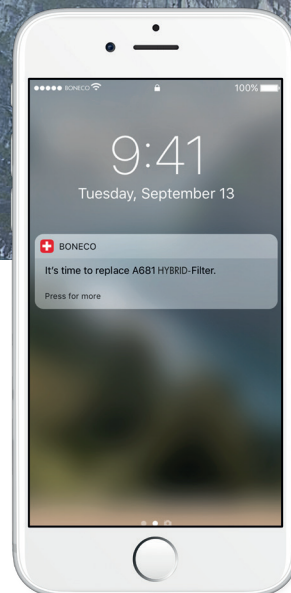 BONECO
100%
9:41
Tuesday, September 13
BONECO
It's time to replace A681 HYBRID-Filter.
Press for more